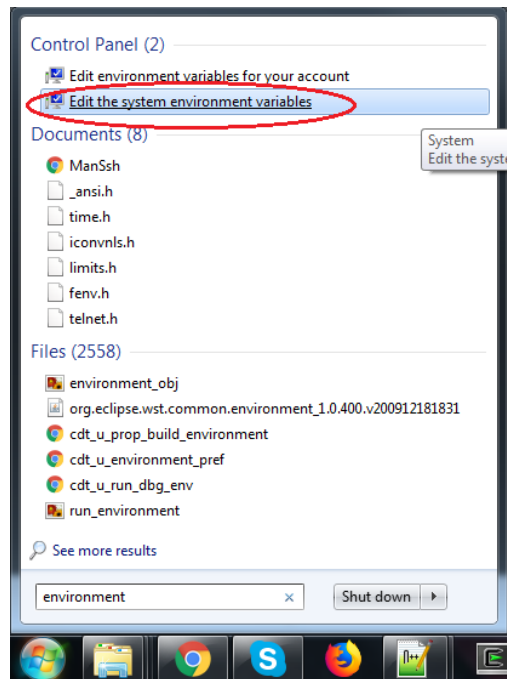 Control Panel (2)
Edit environment variables for your account
Edit the system environment variables
System
Edit the syst
Documents (8)
ManSsh
_ansi.h
time.h
iconvnls.h
limits.h
fenv.h
telnet.h
Files (2558)
environment_obj
org.eclipse.wst.common.environment_1.0.400.v200912181831
cdt_u_prop_build_environment
cdt_u_environment_pref
cdt_u_run_dbg_env
run_environment
See more results
environment
Shut down